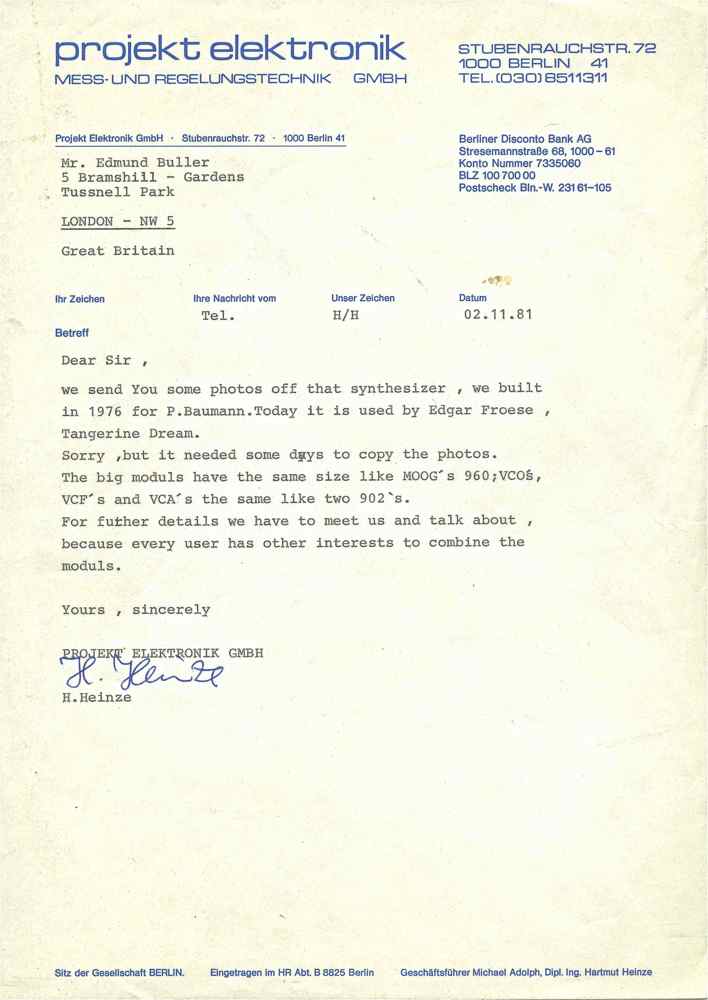 projekt elektronik
MESS- UND REGELUNGSTECHNIK GMBH
STUBENRAUCHSTR. 72
1000 BERLIN 41
TEL. (030) 8511311
Projekt Elektronik GmbH · Stubenrauchstr. 72 · 1000 Berlin 41
Berliner Disconto Bank AG
Stresemannstraße 68, 1000 – 61
Konto Nummer 7335060
BLZ 100 700 00
Postscheck Bln.-W. 231 61–105
Mr. Edmund Buller
5 Bramshill - Gardens
Tussnell Park
LONDON - NW 5
Great Britain
Ihr Zeichen
Ihre Nachricht vom
Tel.
Unser Zeichen
H/H
Datum
02.11.81
Betreff
Dear Sir ,
we send You some photos off that synthesizer , we built
in 1976 for P.Baumann.Today it is used by Edgar Froese ,
Tangerine Dream.
Sorry ,but it needed some days to copy the photos.
The big moduls have the same size like MOOG´s 960;VCO´s,
VCF´s and VCA´s the same like two 902`s.
For futher details we have to meet us and talk about ,
because every user has other interests to combine the
moduls.
Yours , sincerely
PROJEKT ELEKTRONIK GMBH
H. Heinze
H.Heinze
Sitz der Gesellschaft BERLIN. Eingetragen im HR Abt. B 8825 Berlin Geschäftsführer Michael Adolph, Dipl. Ing. Hartmut Heinze